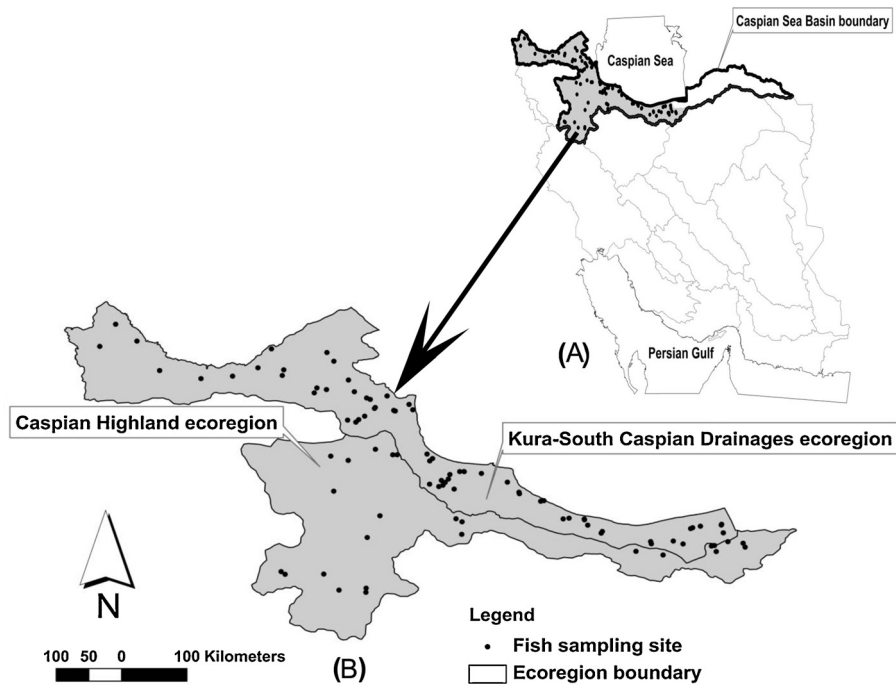 Caspian Sea Basin boundary
Caspian Sea
(A)
Persian Gulf
Caspian Highland ecoregion
Kura-South Caspian Drainages ecoregion
N
Legend
Fish sampling site
Ecoregion boundary
100 50 0 100 Kilometers
(B)